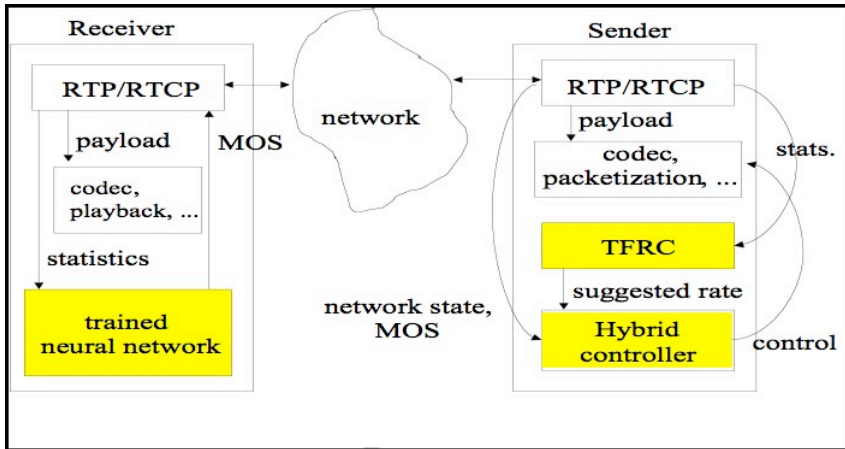 Receiver
RTP/RTCP
payload
MOS
codec,
playback, ...
statistics
trained
neural network
network
network state,
MOS
Sender
RTP/RTCP
payload
stats.
codec,
packetization, ...
TFRC
suggested rate
Hybrid
controller
control